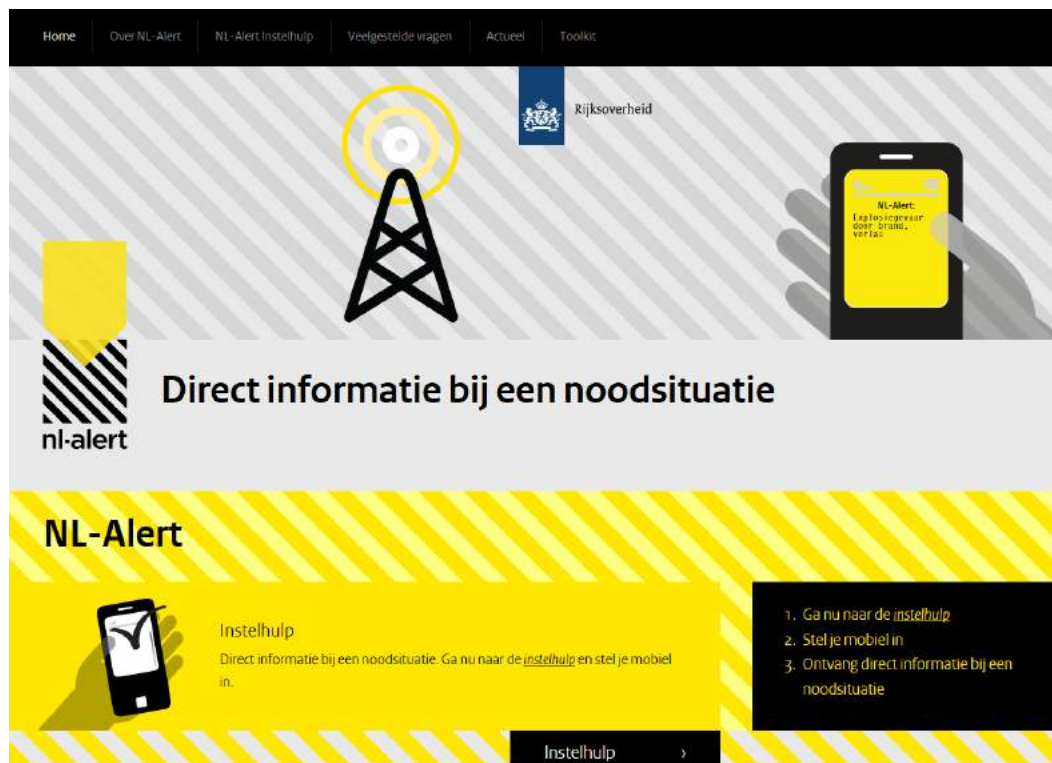 Home Over NL-Alert NL-Alert Instelhulp Veelgestelde vragen Actueel Toolkit
Rijksoverheid
NL-Alert:
Explosiegevaar
door brand,
verlaa
nl-alert
Direct informatie bij een noodsituatie
NL-Alert
Instelhulp
Direct informatie bij een noodsituatie. Ga nu naar de instelhulp en stel je mobiel
in.
1. Ga nu naar de instelhulp
2. Stel je mobiel in
3. Ontvang direct informatie bij een
noodsituatie
Instelhulp ›